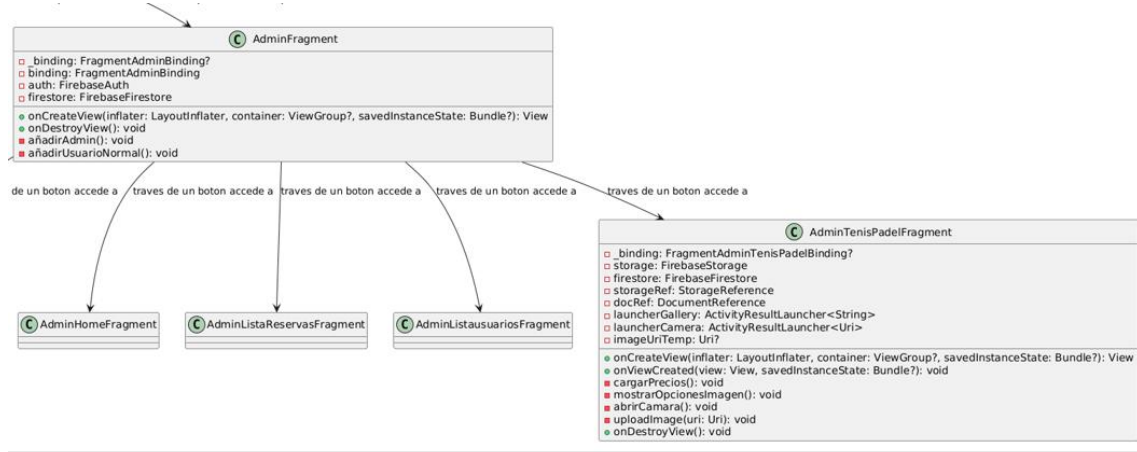 C AdminFragment
_binding: FragmentAdminBinding?
binding: FragmentAdminBinding
auth: FirebaseAuth
firestore: FirebaseFirestore
onCreateView(inflater: LayoutInflater, container: ViewGroup?, savedInstanceState: Bundle?): View
onDestroyView(): void
añadirAdmin(): void
añadirUsuarioNormal(): void
de un boton accede a
traves de un boton accede a
traves de un boton accede a
traves de un boton accede a
traves de un boton accede a
C AdminHomeFragment
C AdminListaReservasFragment
C AdminListausuariosFragment
C AdminTenisPadelFragment
_binding: FragmentAdminTenisPadelBinding?
storage: FirebaseStorage
firestore: FirebaseFirestore
storageRef: StorageReference
docRef: DocumentReference
launcherGallery: ActivityResultLauncher<String>
launcherCamera: ActivityResultLauncher<Uri>
imageUriTemp: Uri?
onCreateView(inflater: LayoutInflater, container: ViewGroup?, savedInstanceState: Bundle?): View
onViewCreated(view: View, savedInstanceState: Bundle?): void
cargarPrecios(): void
mostrarOpcionesImagen(): void
abrirCamara(): void
uploadImage(uri: Uri): void
onDestroyView(): void